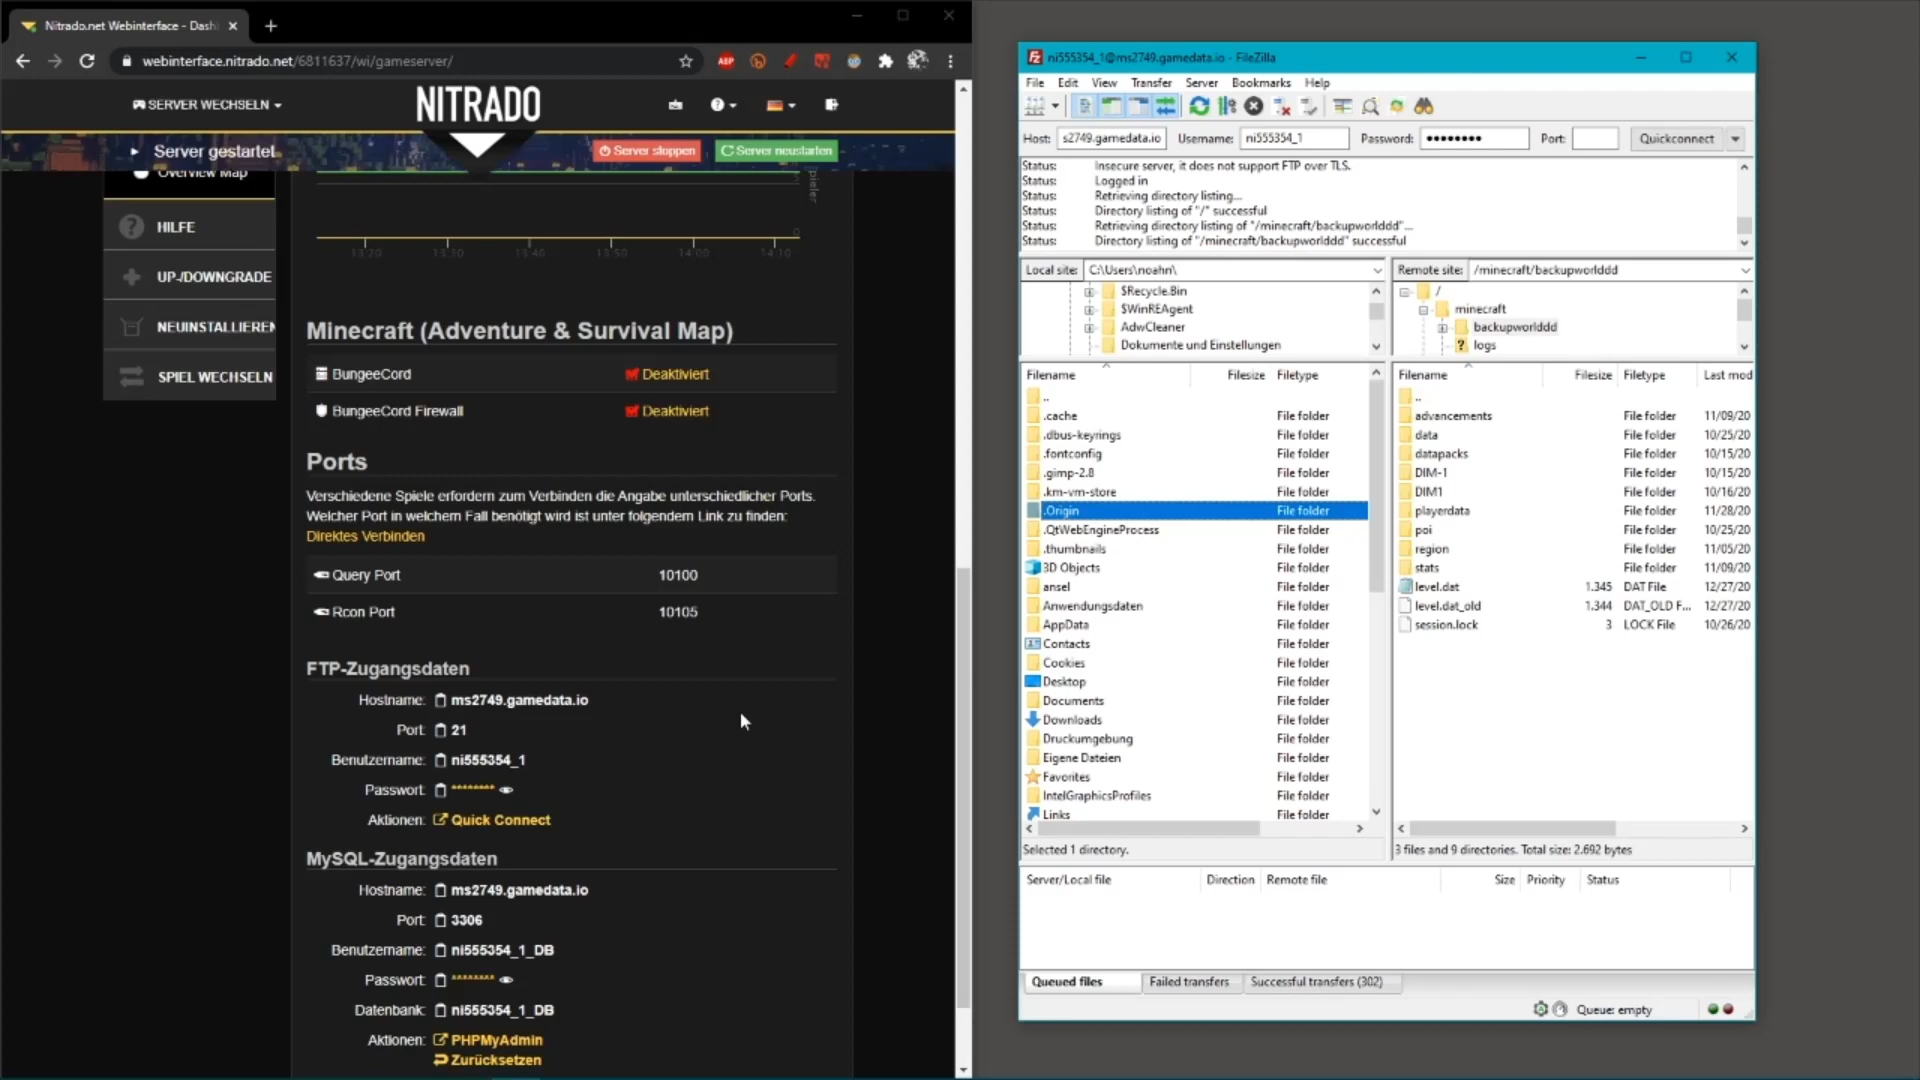 Nitrado.net Webinterface - Dash
webinterface.nitrado.net/6811637/wi/gameserver/
ABP
SERVER WECHSELN
NITRADO
Server gestartet
Server stoppen
Server neustarten
Overview Map
HILFE
UP-/DOWNGRADE
NEUINSTALLIEREN
SPIEL WECHSELN
0
13:20 13:30 13:40 13:50 14:00 14:10
Minecraft (Adventure & Survival Map)
BungeeCord Deaktiviert
BungeeCord Firewall Deaktiviert
Ports
Verschiedene Spiele erfordern zum Verbinden die Angabe unterschiedlicher Ports.
Welcher Port in welchem Fall benötigt wird ist unter folgendem Link zu finden:
Direktes Verbinden
Query Port 10100
Rcon Port 10105
FTP-Zugangsdaten
Hostname: ms2749.gamedata.io
Port: 21
Benutzername: ni555354_1
Passwort: ********
Aktionen: Quick Connect
MySQL-Zugangsdaten
Hostname: ms2749.gamedata.io
Port: 3306
Benutzername: ni555354_1_DB
Passwort: ********
Datenbank: ni555354_1_DB
Aktionen: PHPMyAdmin
Zurücksetzen
ni555354_1@ms2749.gamedata.io - FileZilla
File Edit View Transfer Server Bookmarks Help
Host: s2749.gamedata.io Username: ni555354_1 Password: ●●●●●●●● Port: Quickconnect
Status: Insecure server, it does not support FTP over TLS.
Status: Logged in
Status: Retrieving directory listing...
Status: Directory listing of "/" successful
Status: Retrieving directory listing of "/minecraft/backupworlddd"...
Status: Directory listing of "/minecraft/backupworlddd" successful
Local site: C:\Users\noahn\
$Recycle.Bin
$WinREAgent
AdwCleaner
Dokumente und Einstellungen
Remote site: /minecraft/backupworlddd
/
minecraft
backupworlddd
? logs
Filename Filesize Filetype
..
.cache File folder
.dbus-keyrings File folder
.fontconfig File folder
.gimp-2.8 File folder
.km-vm-store File folder
.Origin File folder
.QtWebEngineProcess File folder
.thumbnails File folder
3D Objects File folder
ansel File folder
Anwendungsdaten File folder
AppData File folder
Contacts File folder
Cookies File folder
Desktop File folder
Documents File folder
Downloads File folder
Druckumgebung File folder
Eigene Dateien File folder
Favorites File folder
IntelGraphicsProfiles File folder
Links File folder
Selected 1 directory.
Filename Filesize Filetype Last mod
..
advancements File folder 11/09/20
data File folder 10/25/20
datapacks File folder 10/15/20
DIM-1 File folder 10/15/20
DIM1 File folder 10/16/20
playerdata File folder 11/28/20
poi File folder 10/25/20
region File folder 11/05/20
stats File folder 11/09/20
level.dat 1.345 DAT File 12/27/20
level.dat_old 1.344 DAT_OLD F... 12/27/20
session.lock 3 LOCK File 10/26/20
3 files and 9 directories. Total size: 2.692 bytes
Server/Local file Direction Remote file Size Priority Status
Queued files Failed transfers Successful transfers (302)
Queue: empty